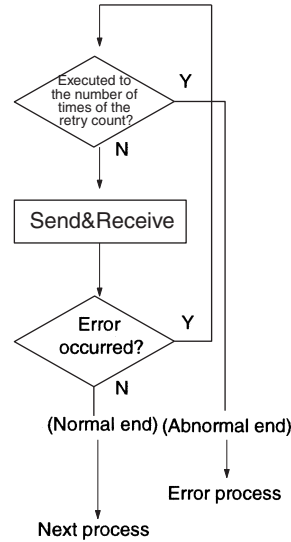 Executed to
the number of
times of the
retry count?
Y
N
Send&Receive
Error
occurred?
Y
N
(Normal end) (Abnormal end)
Error process
Next process